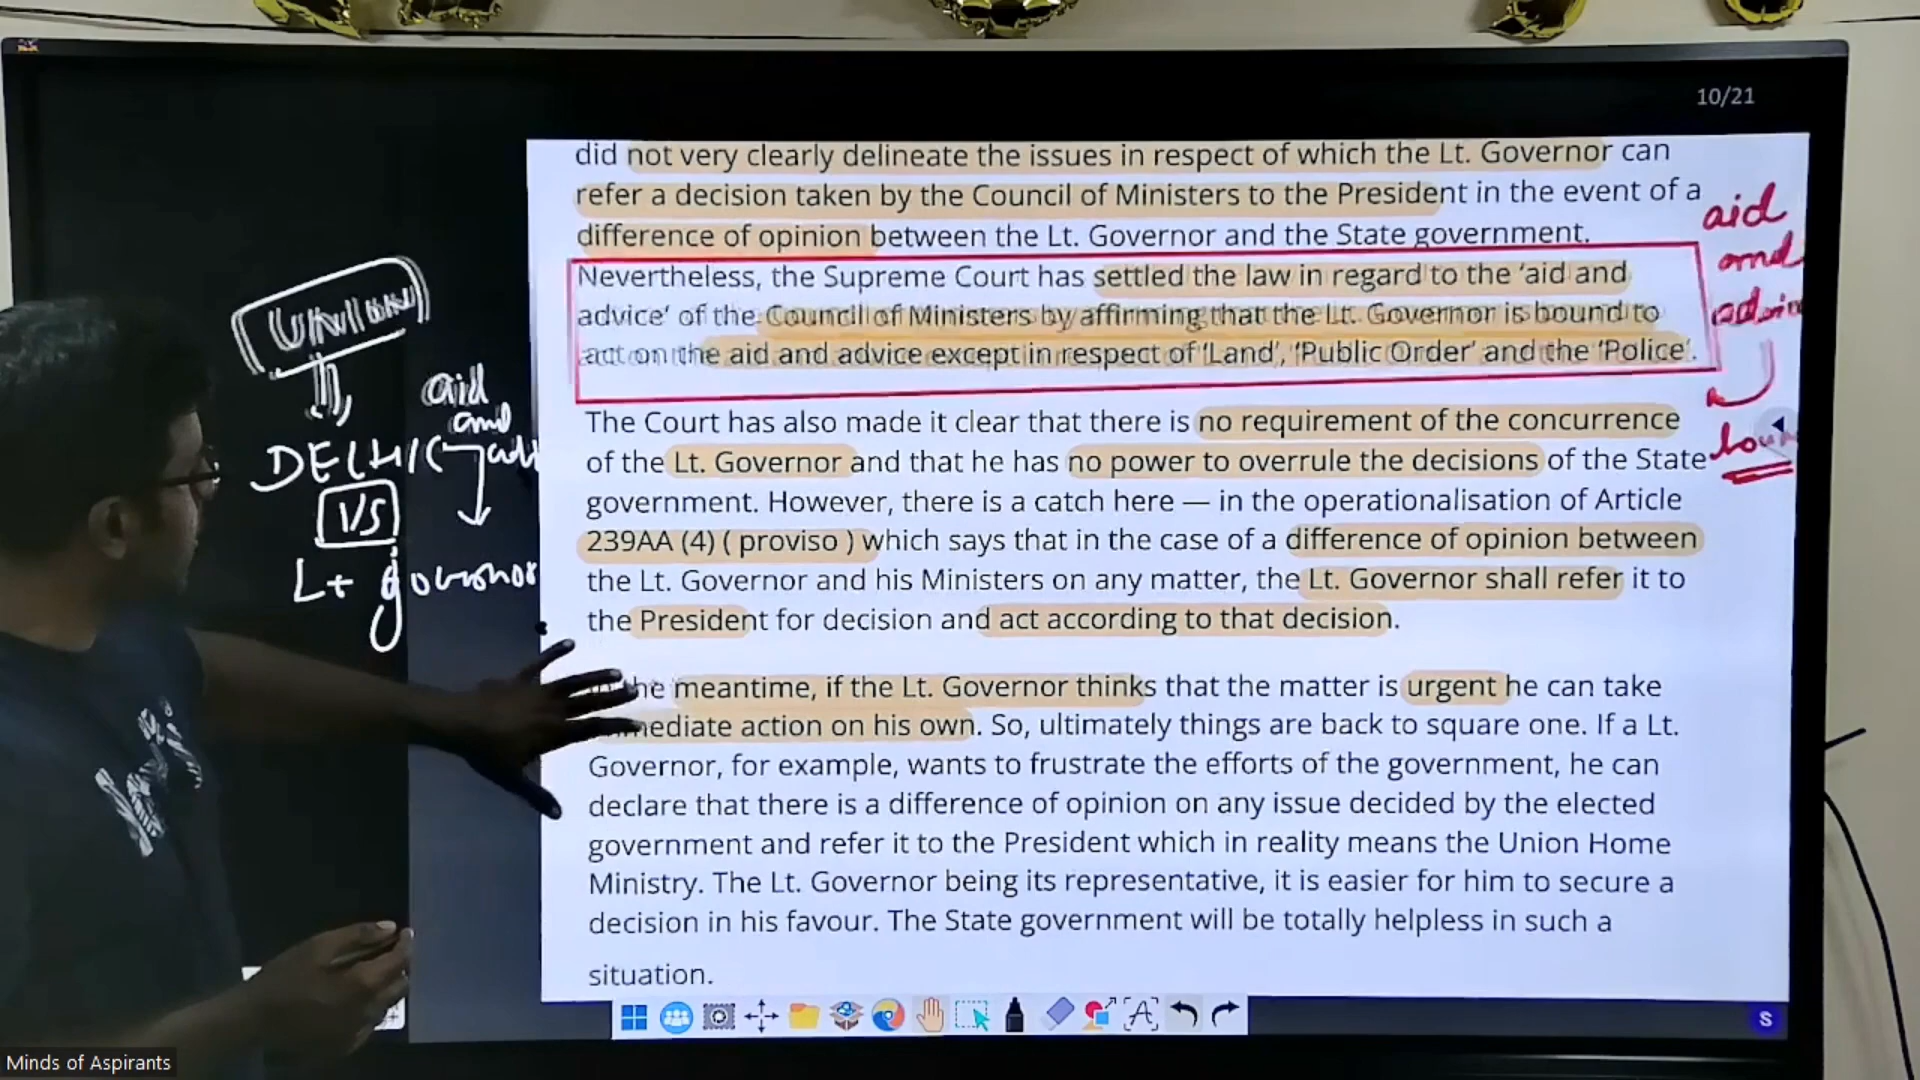 10/21
did not very clearly delineate the issues in respect of which the Lt. Governor can
refer a decision taken by the Council of Ministers to the President in the event of a
difference of opinion between the Lt. Governor and the State government.
Nevertheless, the Supreme Court has settled the law in regard to the ‘aid and
advice’ of the Council of Ministers by affirming that the Lt. Governor is bound to
act on the aid and advice except in respect of ‘Land’, ‘Public Order’ and the ‘Police’.
The Court has also made it clear that there is no requirement of the concurrence
of the Lt. Governor and that he has no power to overrule the decisions of the State
government. However, there is a catch here — in the operationalisation of Article
239AA (4) ( proviso ) which says that in the case of a difference of opinion between
the Lt. Governor and his Ministers on any matter, the Lt. Governor shall refer it to
the President for decision and act according to that decision.
the meantime, if the Lt. Governor thinks that the matter is urgent he can take
mediate action on his own. So, ultimately things are back to square one. If a Lt.
Governor, for example, wants to frustrate the efforts of the government, he can
declare that there is a difference of opinion on any issue decided by the elected
government and refer it to the President which in reality means the Union Home
Ministry. The Lt. Governor being its representative, it is easier for him to secure a
decision in his favour. The State government will be totally helpless in such a
situation.
aid
and
UNION
aid
and
DELHI
V/S
Lt governor
S
Minds of Aspirants